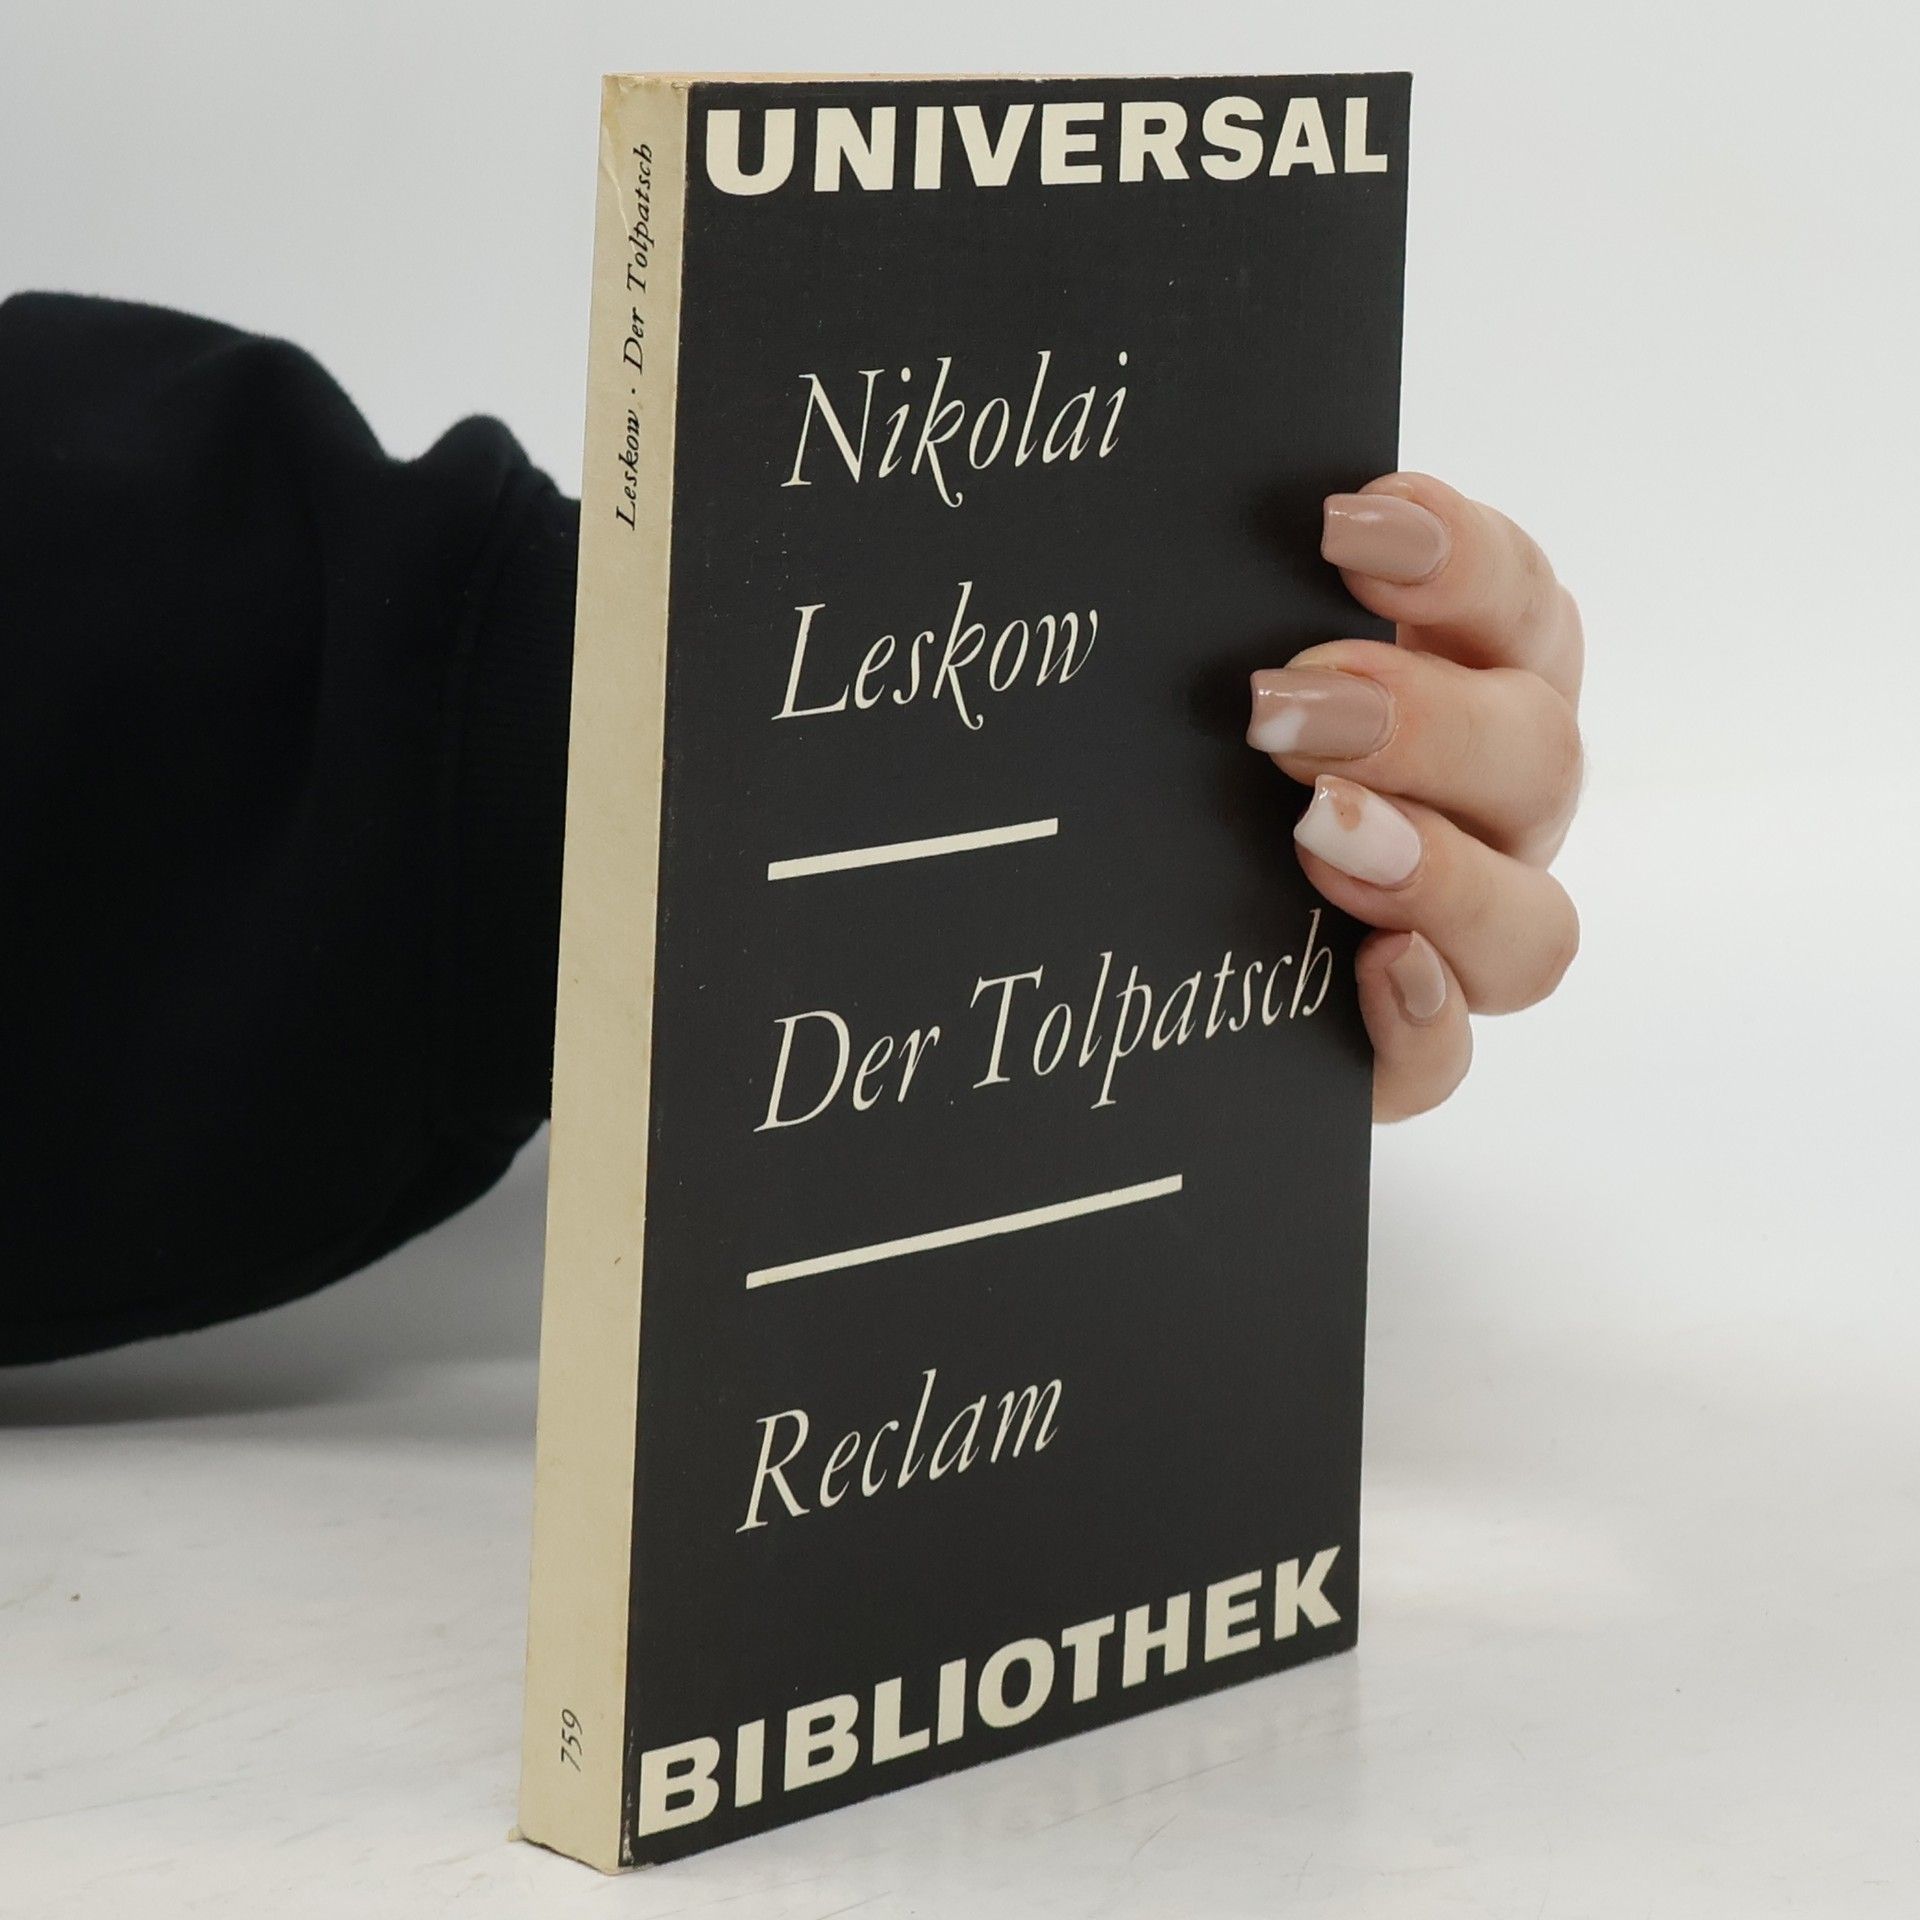 UNIVERSAL
Nikolai
Leskow
Der Tolpatsch
Reclam
BIBLIOTHEK
Leskow · Der Tolpatsch
759